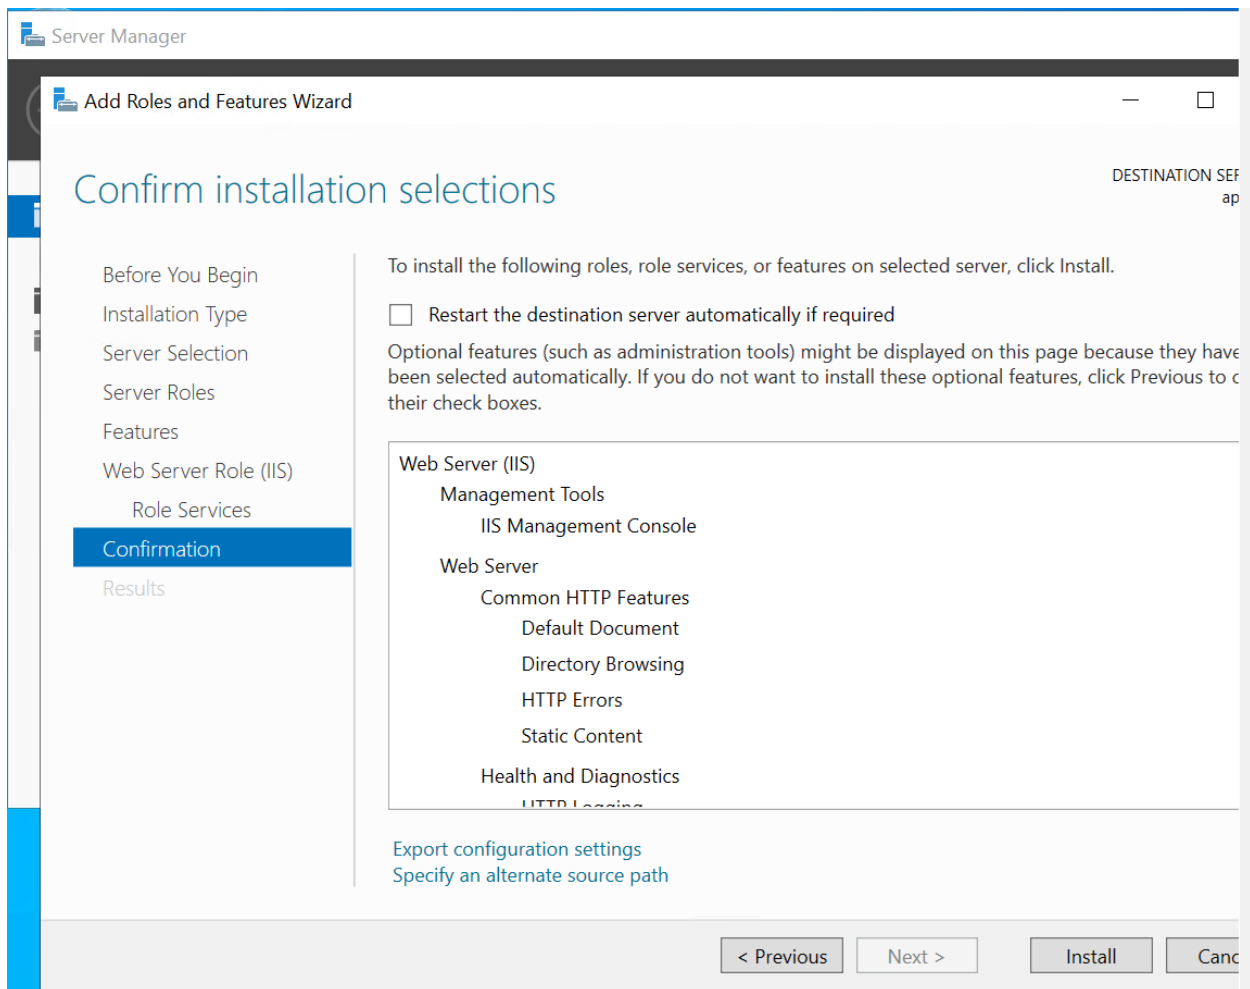 Server Manager
Add Roles and Features Wizard
Confirm installation selections
DESTINATION SER
ap
Before You Begin
Installation Type
Server Selection
Server Roles
Features
Web Server Role (IIS)
Role Services
Confirmation
Results
To install the following roles, role services, or features on selected server, click Install.
Restart the destination server automatically if required
Optional features (such as administration tools) might be displayed on this page because they have
been selected automatically. If you do not want to install these optional features, click Previous to c
their check boxes.
Web Server (IIS)
Management Tools
IIS Management Console
Web Server
Common HTTP Features
Default Document
Directory Browsing
HTTP Errors
Static Content
Health and Diagnostics
HTTP Logging
Export configuration settings
Specify an alternate source path
< Previous
Next >
Install
Canc